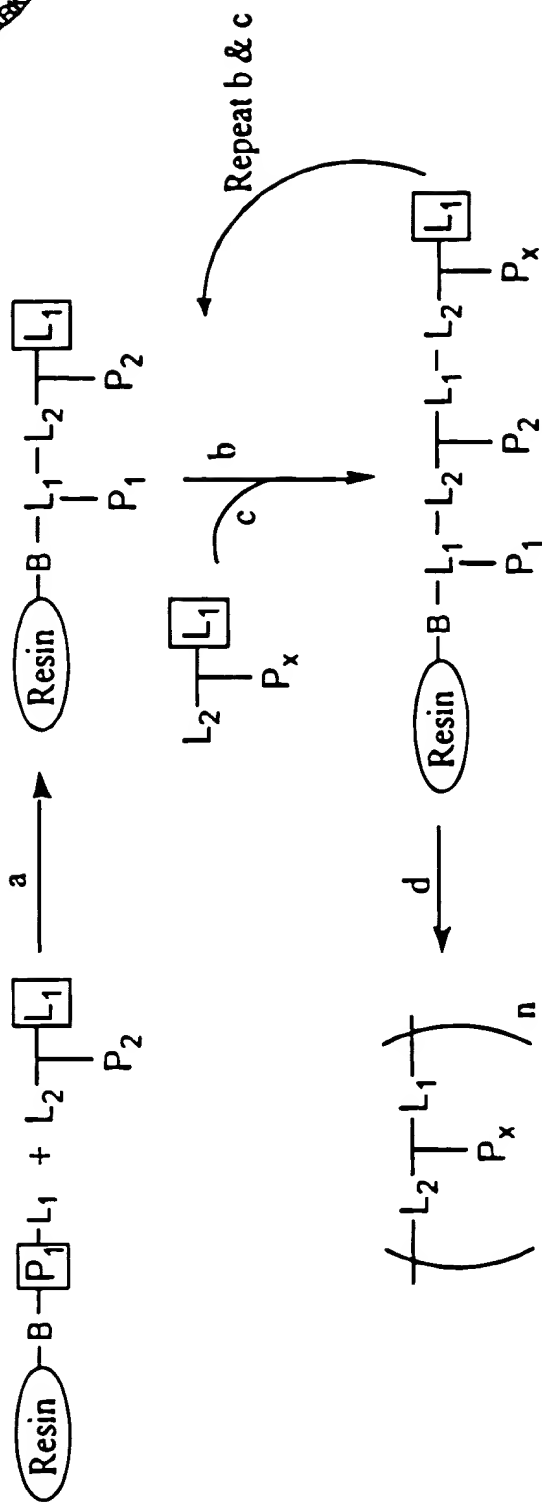 Resin – B – P₁ – L₁ + L₂ L₁
P₂
a
Resin – B – L₁ – L₂ L₁
P₁ P₂
L₂ L₁
Pₓ
c
b
Repeat b & c
Resin – B – L₁ – L₂ L₁ – L₂ L₁
P₁ P₂ Pₓ
d
L₂ L₁
Pₓ
n